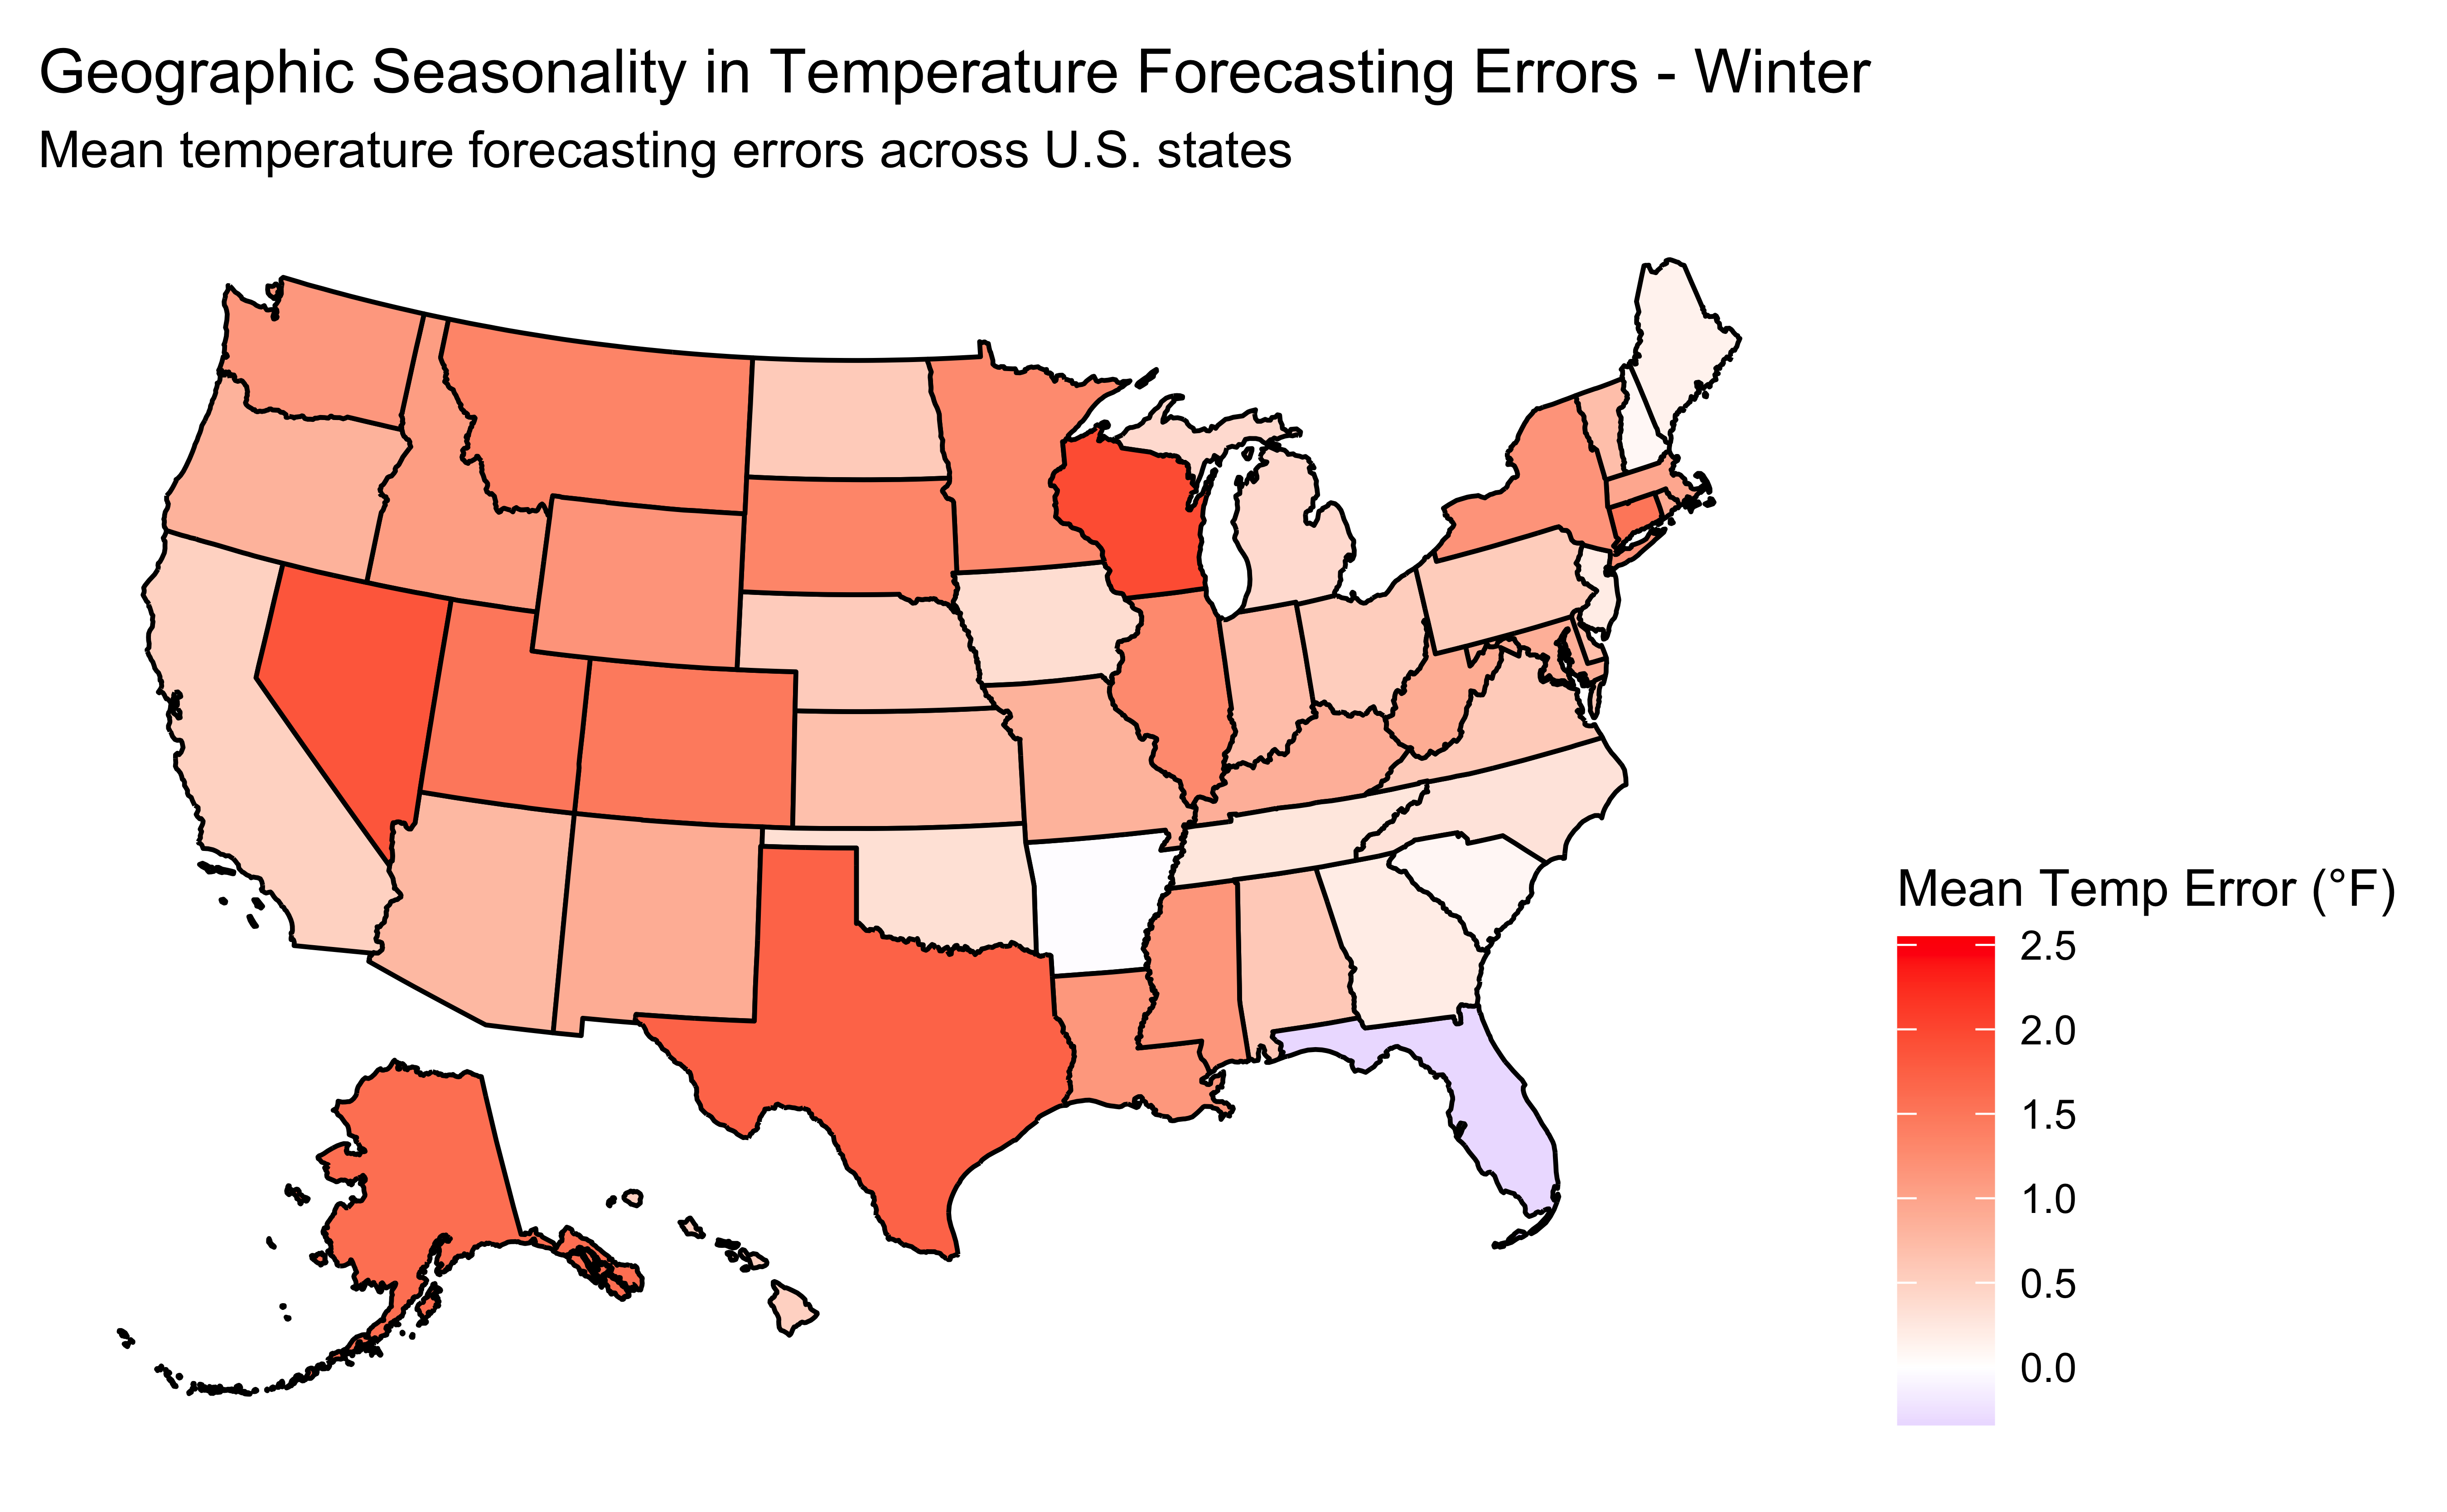 Geographic Seasonality in Temperature Forecasting Errors - Winter
Mean temperature forecasting errors across U.S. states
Mean Temp Error (°F)
2.5
2.0
1.5
1.0
0.5
0.0